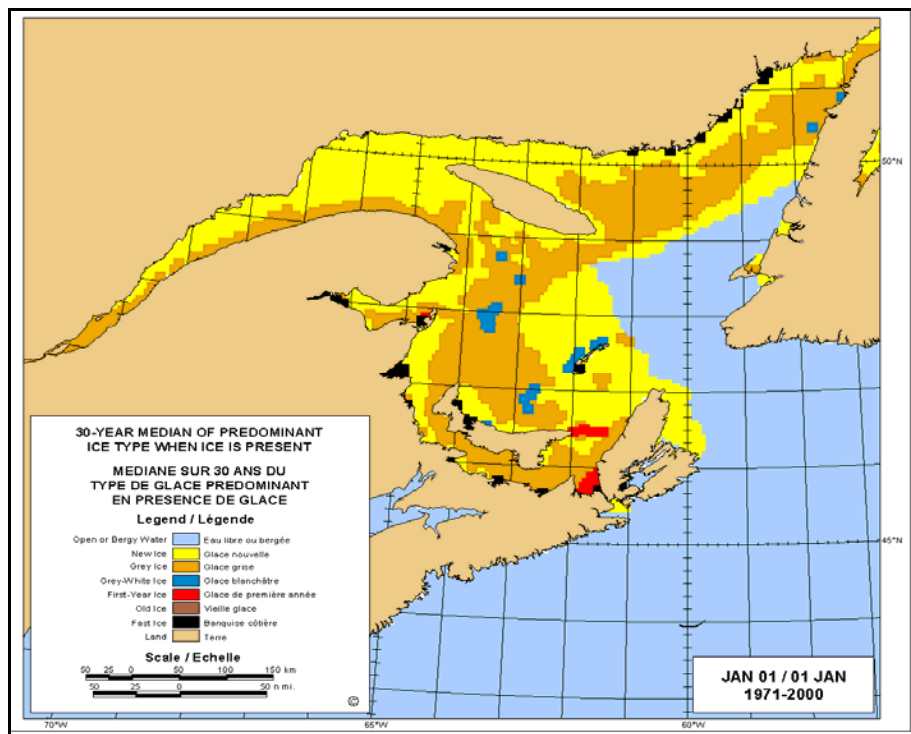 50°N
30-YEAR MEDIAN OF PREDOMINANT
ICE TYPE WHEN ICE IS PRESENT
MEDIANE SUR 30 ANS DU
TYPE DE GLACE PREDOMINANT
EN PRESENCE DE GLACE
Legend / Légende
Open or Bergy Water Eau libre ou bergée
New Ice Glace nouvelle
Grey Ice Glace grise
Grey-White Ice Glace blanchâtre
First-Year Ice Glace de première année
Old Ice Vieille glace
Fast Ice Banquise côtière
Land Terre
Scale / Echelle
50 25 0 50 100 150 km
50 25 0 50 n mi.
©
45°N
JAN 01 / 01 JAN
1971-2000
70°W 65°W 60°W